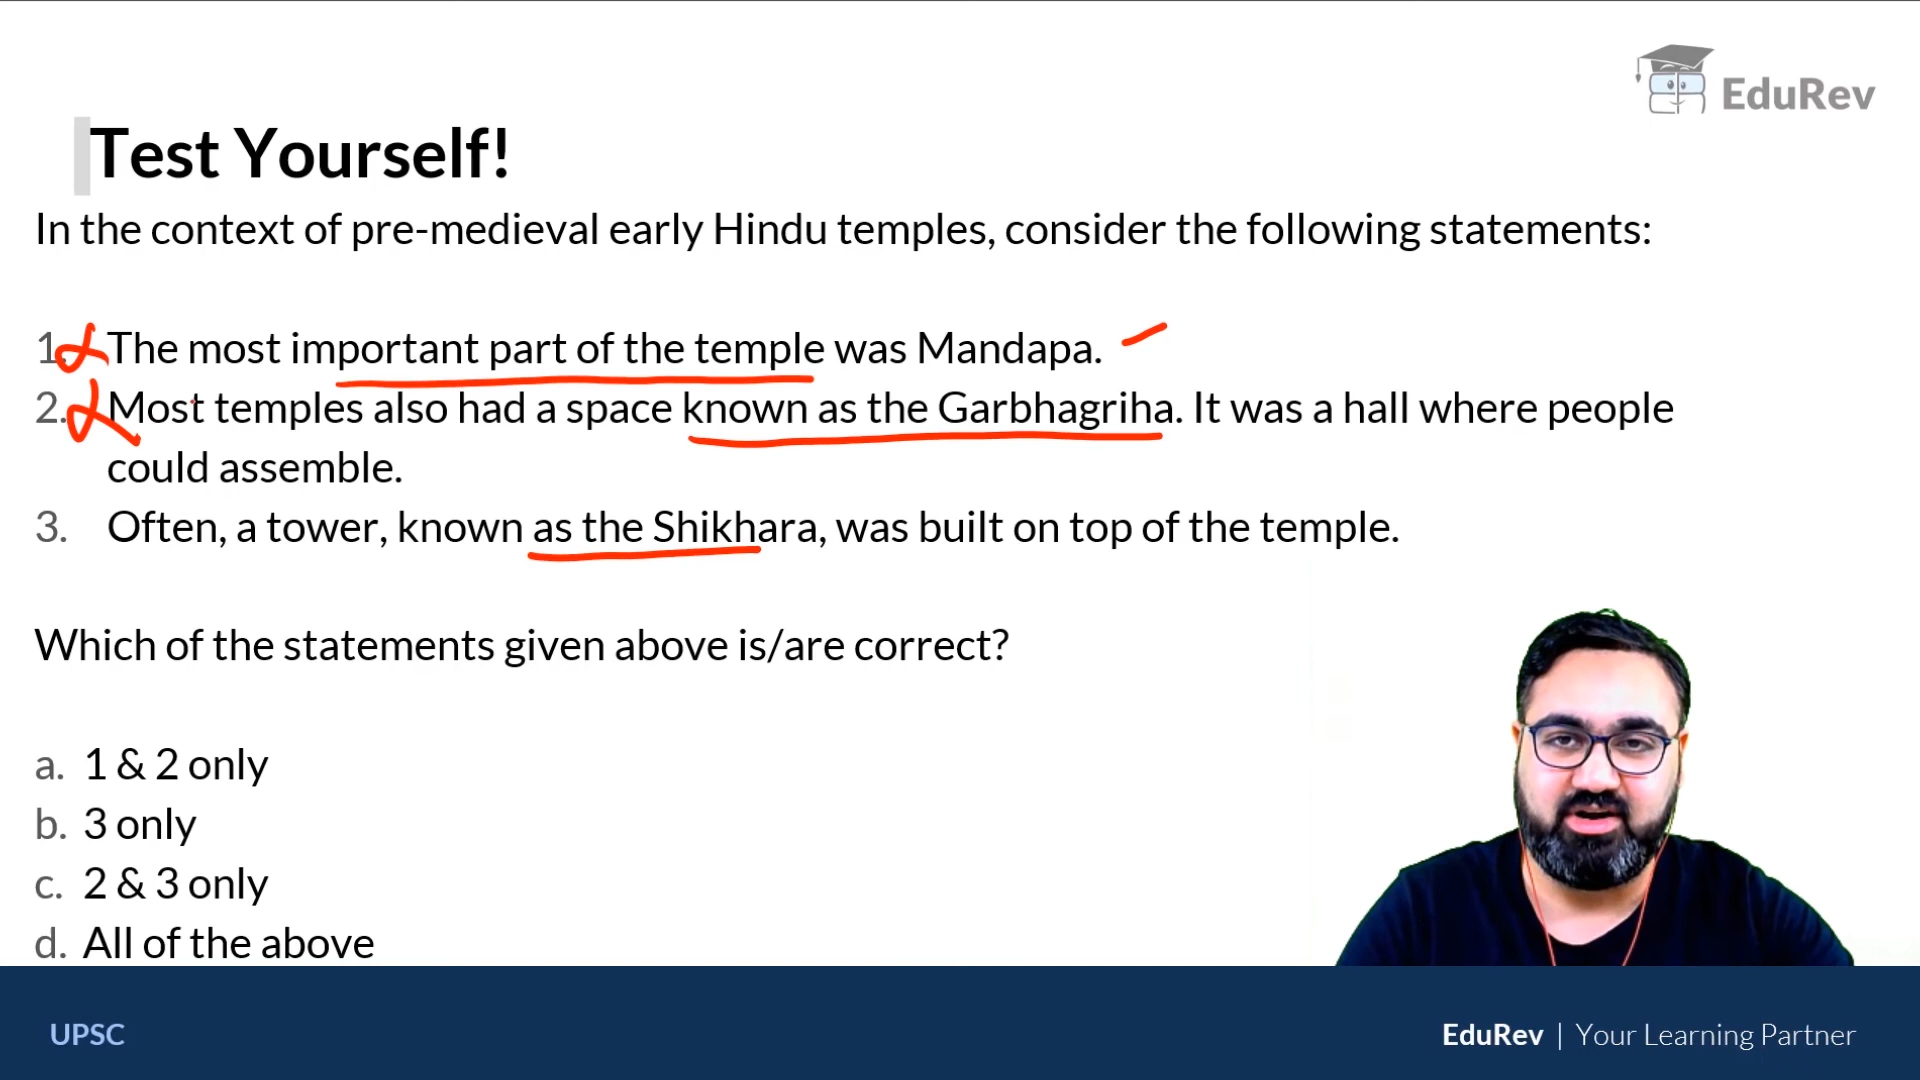 EduRev
Test Yourself!
In the context of pre-medieval early Hindu temples, consider the following statements:
1. The most important part of the temple was Mandapa.
2. Most temples also had a space known as the Garbhagriha. It was a hall where people
could assemble.
3. Often, a tower, known as the Shikhara, was built on top of the temple.
Which of the statements given above is/are correct?
a. 1 & 2 only
b. 3 only
c. 2 & 3 only
d. All of the above
UPSC
EduRev | Your Learning Partner